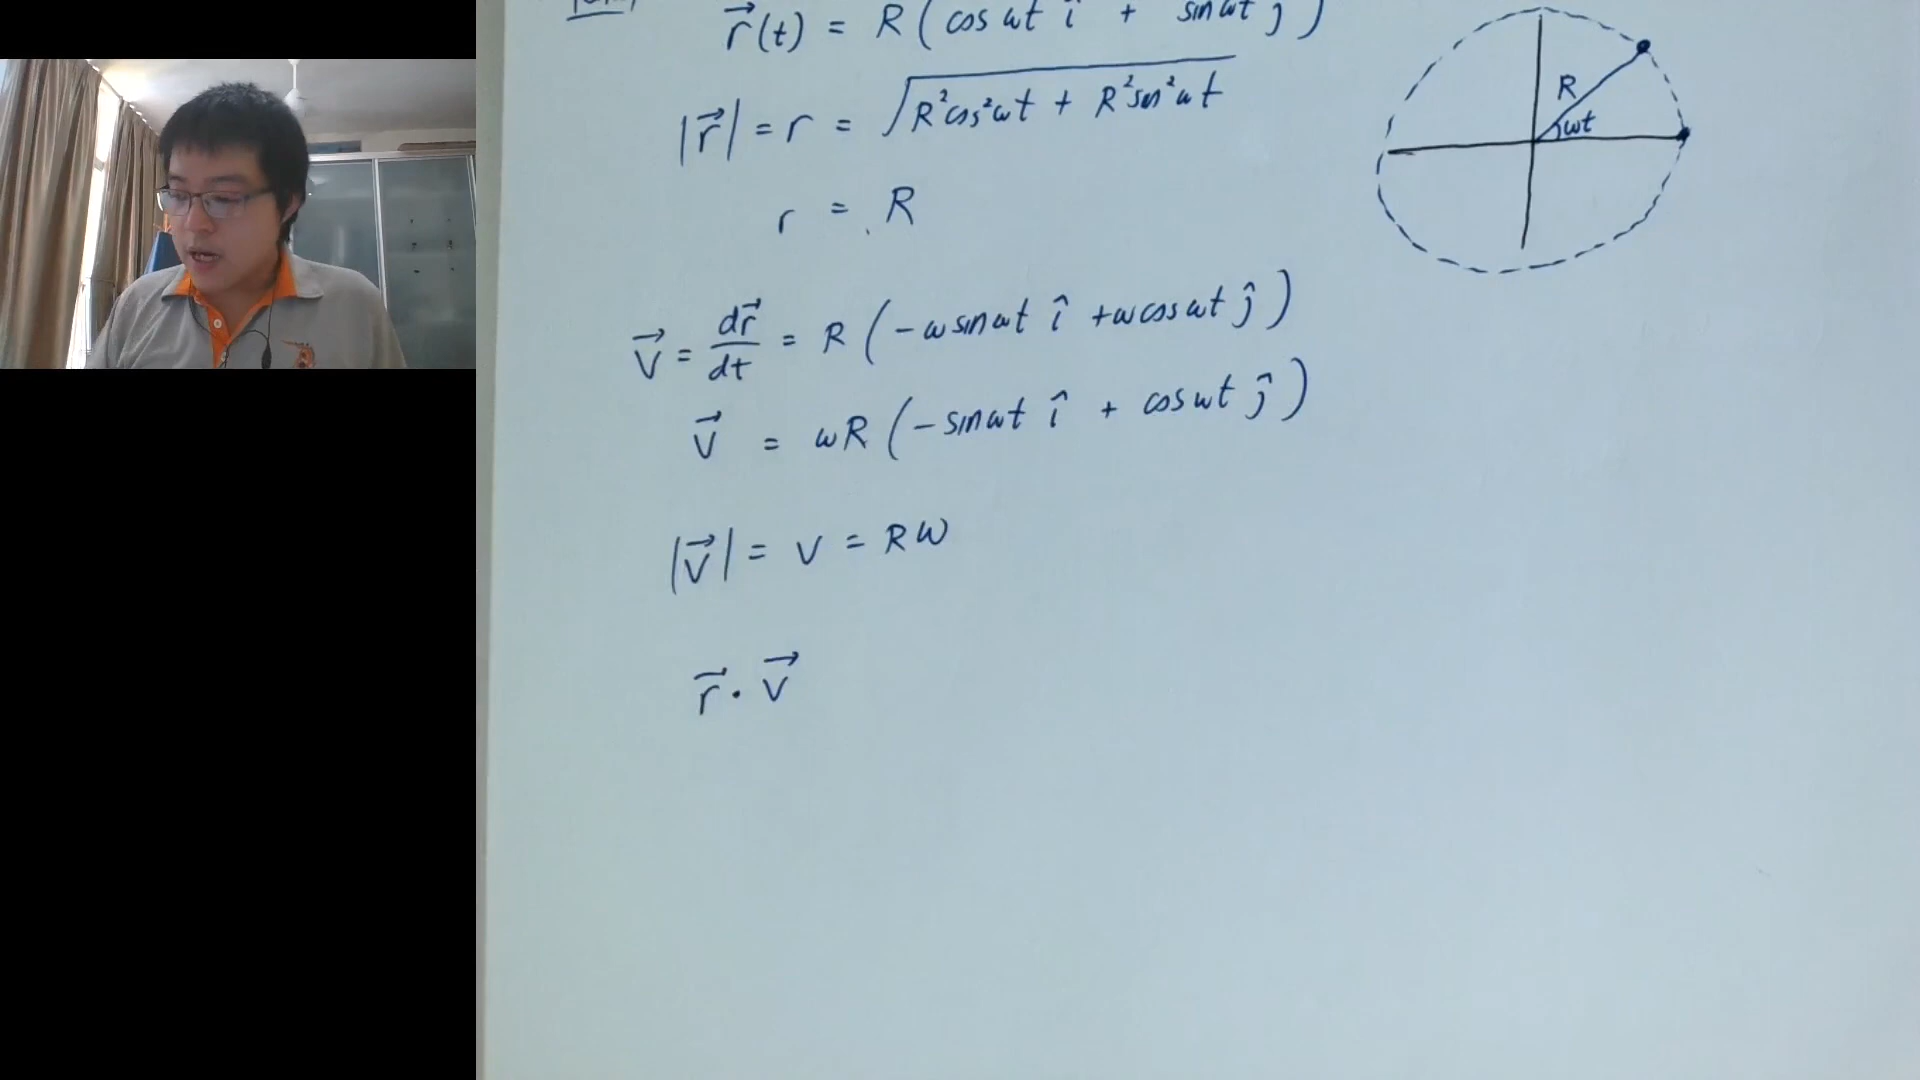 r⃗(t) = R ( cos ωt î + sin ωt ĵ )
|r⃗| = r = √(R²cos²ωt + R²sin²ωt)
r = R
v⃗ = dr⃗/dt = R ( - ω sin ωt î + ω cos ωt ĵ )
v⃗ = ωR ( - sin ωt î + cos ωt ĵ )
|v⃗| = v = Rω
r⃗ · v⃗
R
ωt